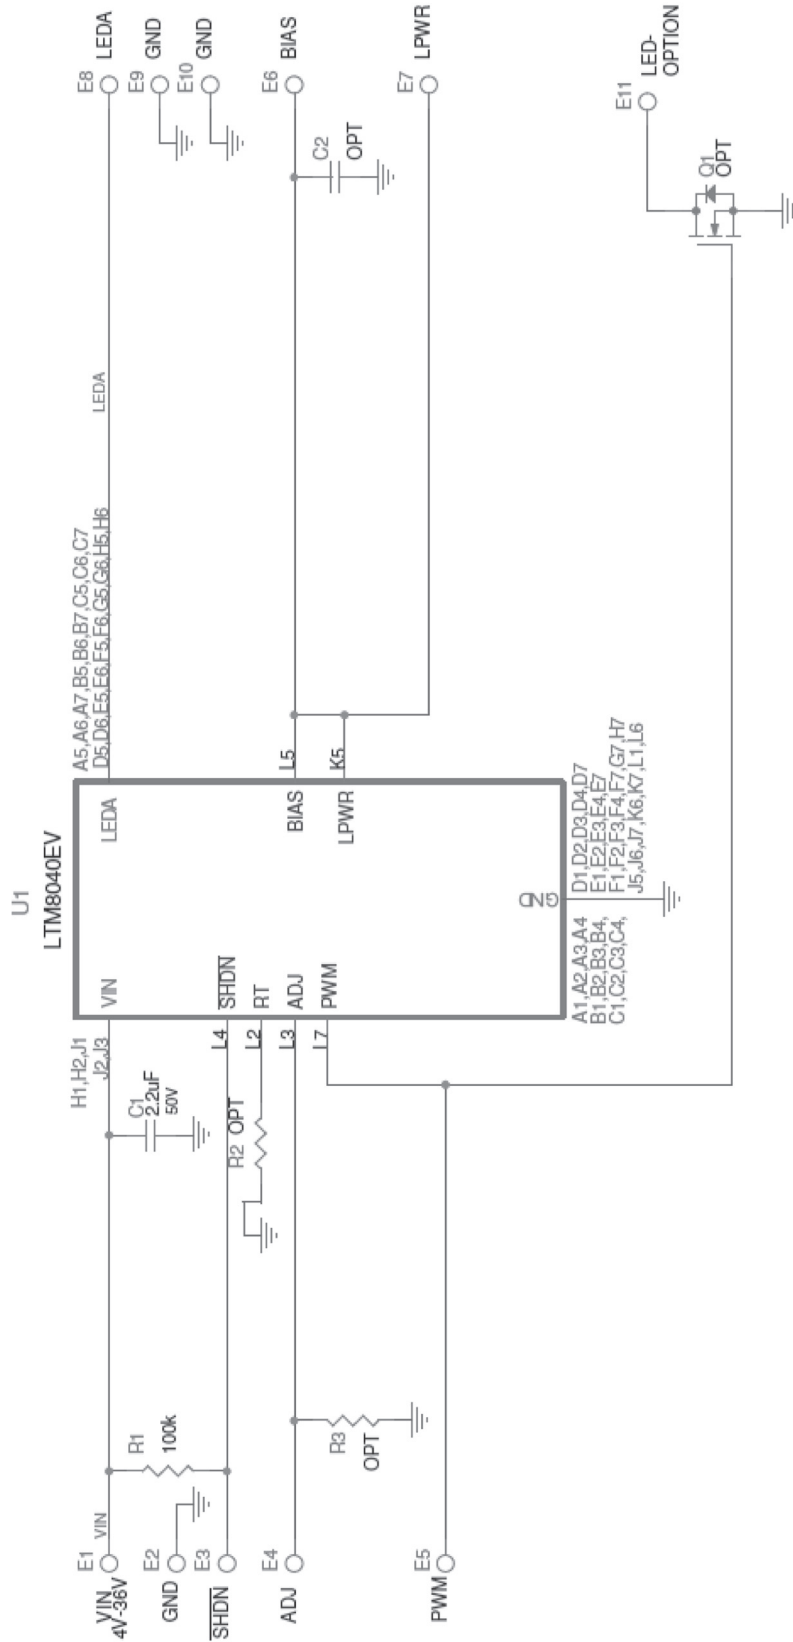 U1
LTM8040EV
E1
VIN
4V-36V
VIN
R1
100k
H1,H2,J1
J2,J3
C1
2.2uF
50V
VIN
LEDA
A5,A6,A7,B5,B6,B7,C5,C6,C7
D5,D6,E5,E6,F5,F6,G5,G6,H5,H6
LEDA
E8
LEDA
E2
GND
E9
GND
E10
GND
E3
SHDN
L4
SHDN
R2
OPT
L2
RT
E4
ADJ
R3
OPT
L3
ADJ
BIAS
L5
C2
OPT
E6
BIAS
L7
PWM
LPWR
K5
E7
LPWR
E5
PWM
GND
A1,A2,A3,A4
B1,B2,B3,B4,
C1,C2,C3,C4,
D1,D2,D3,D4,D7
E1,E2,E3,E4,E7
F1,F2,F3,F4,F7,G7,H7
J5,J6,J7,K6,K7,L1,L6
E11
LED-
OPTION
Q1
OPT